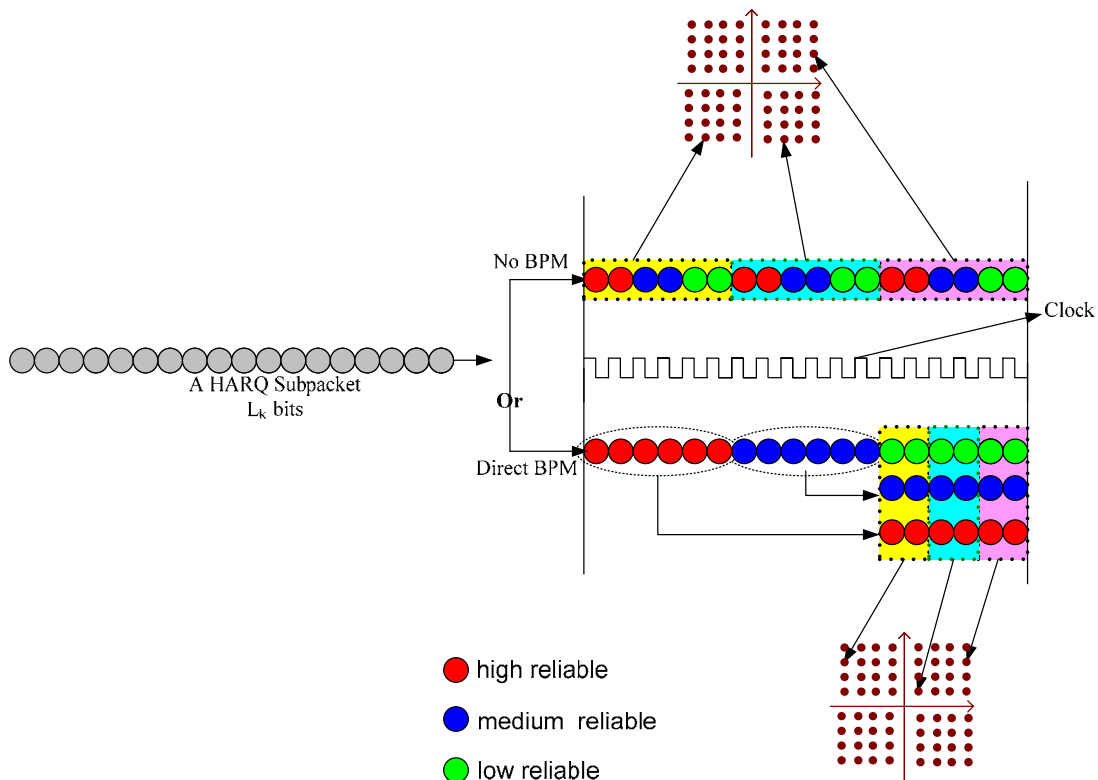 No BPM
Clock
A HARQ Subpacket
Lₖ bits
Or
Direct BPM
high reliable
medium reliable
low reliable